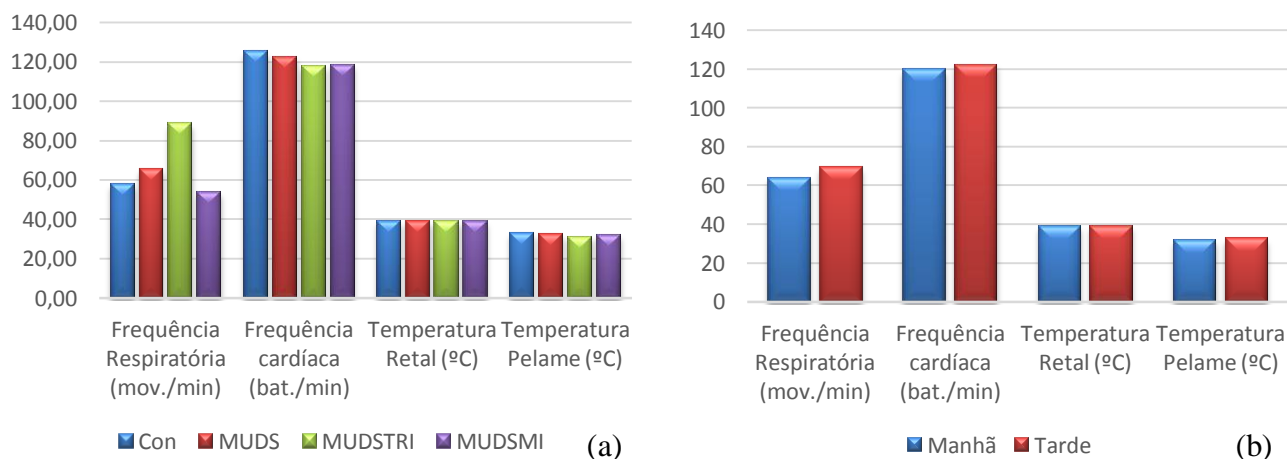 140,00
120,00
100,00
80,00
60,00
40,00
20,00
0,00
Frequência
Respiratória
(mov./min)
Frequência
cardíaca
(bat./min)
Temperatura
Retal (ºC)
Temperatura
Pelame (ºC)
Con MUDS MUDSTRI MUDSMI
(a)
140
120
100
80
60
40
20
0
Frequência
Respiratória
(mov./min)
Frequência
cardíaca
(bat./min)
Temperatura
Retal (ºC)
Temperatura
Pelame (ºC)
Manhã Tarde
(b)